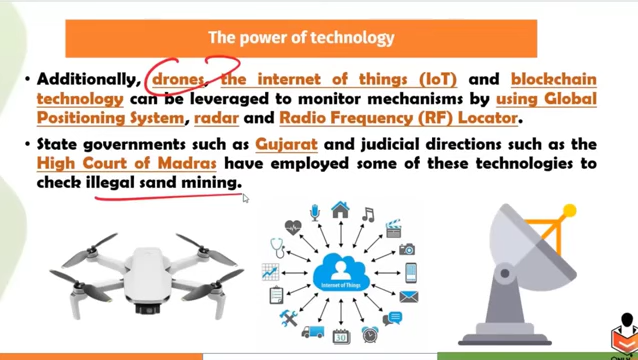 The power of technology
• Additionally, drones, the internet of things (IoT) and blockchain
technology can be leveraged to monitor mechanisms by using Global
Positioning System, radar and Radio Frequency (RF) Locator.
• State governments such as Gujarat and judicial directions such as the
High Court of Madras have employed some of these technologies to
check illegal sand mining.
Internet of Things
30